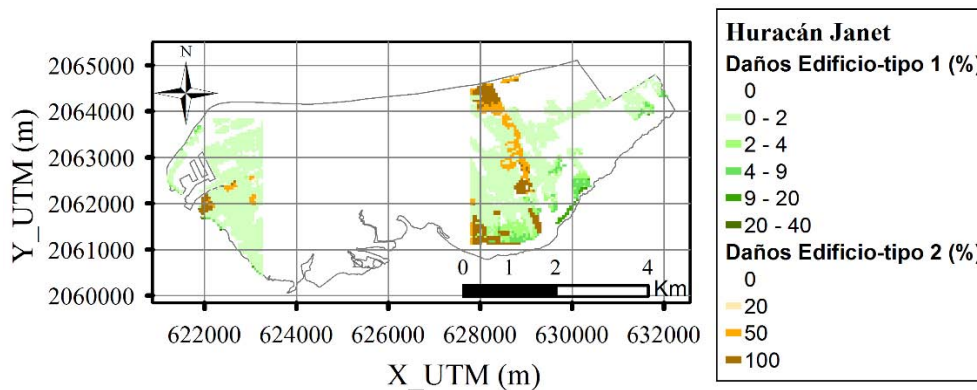 N
2065000
2064000
2063000
2062000
2061000
2060000
Y_UTM (m)
0 1 2 4
Km
622000 624000 626000 628000 630000 632000
X_UTM (m)
Huracán Janet
Daños Edificio-tipo 1 (%)
0
0 - 2
2 - 4
4 - 9
9 - 20
20 - 40
Daños Edificio-tipo 2 (%)
0
20
50
100